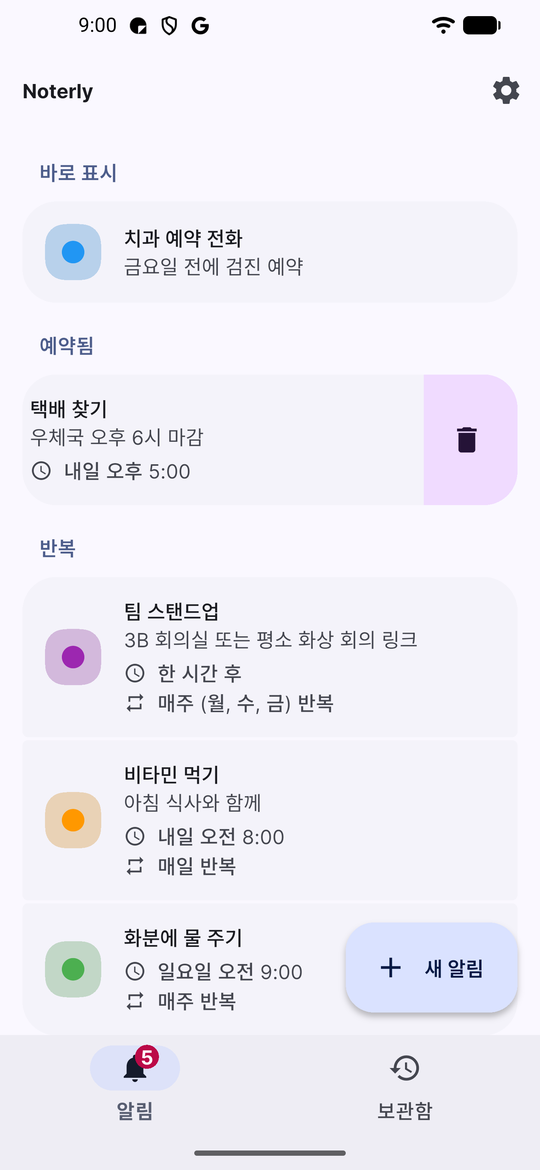 9:00
Noterly
바로 표시
치과 예약 전화
금요일 전에 검진 예약
예약됨
택배 찾기
우체국 오후 6시 마감
내일 오후 5:00
반복
팀 스탠드업
3B 회의실 또는 평소 화상 회의 링크
한 시간 후
매주 (월, 수, 금) 반복
비타민 먹기
아침 식사와 함께
내일 오전 8:00
매일 반복
화분에 물 주기
일요일 오전 9:00
매주 반복
새 알림
5
알림
보관함